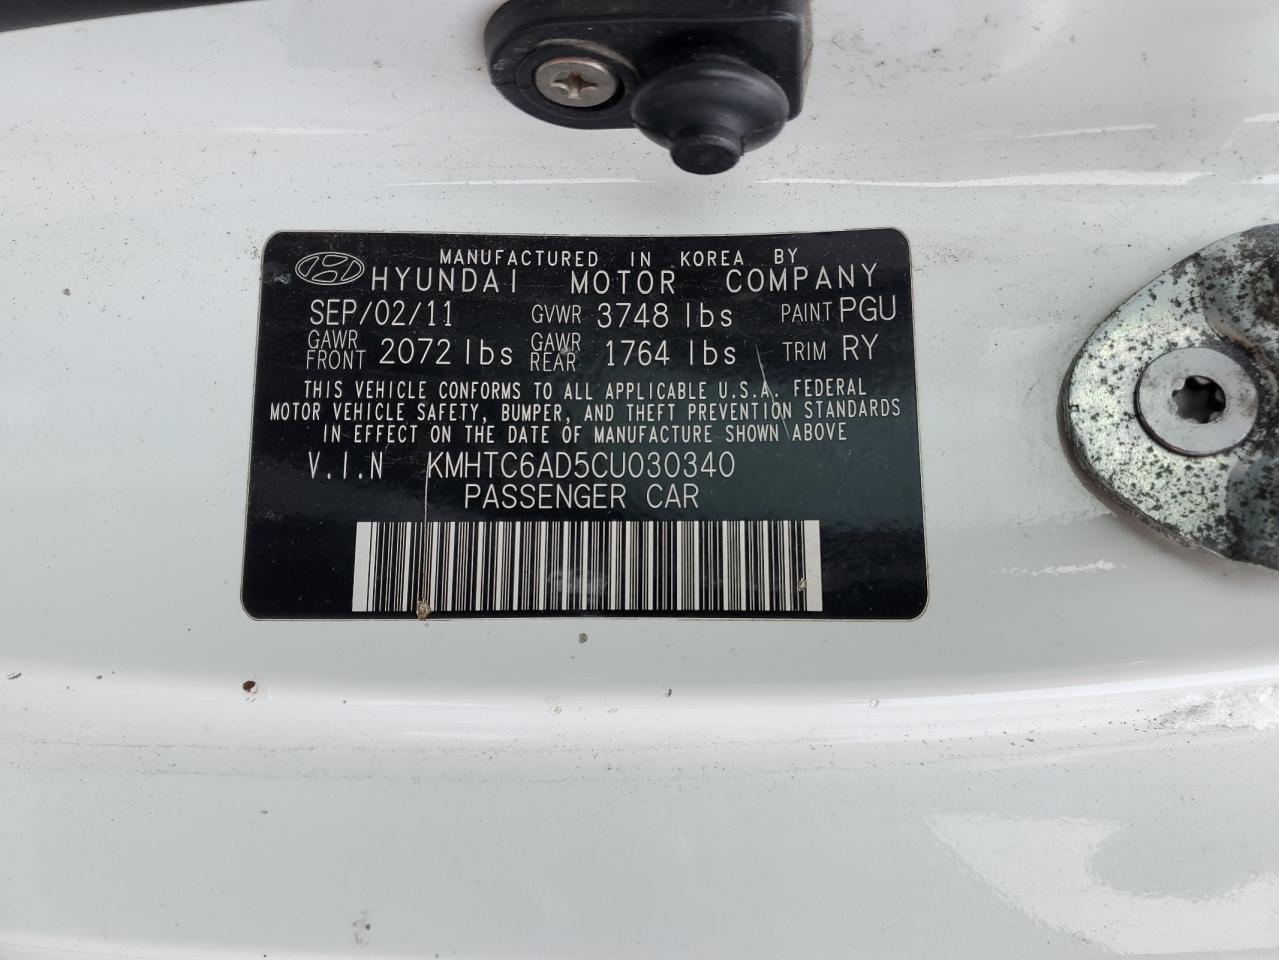 MANUFACTURED IN KOREA BY
HYUNDAI MOTOR COMPANY
SEP/02/11 GVWR 3748 lbs PAINT PGU
GAWR FRONT 2072 lbs GAWR REAR 1764 lbs TRIM RY
THIS VEHICLE CONFORMS TO ALL APPLICABLE U.S.A. FEDERAL
MOTOR VEHICLE SAFETY, BUMPER, AND THEFT PREVENTION STANDARDS
IN EFFECT ON THE DATE OF MANUFACTURE SHOWN ABOVE
V.I.N KMHTC6AD5CU030340
PASSENGER CAR